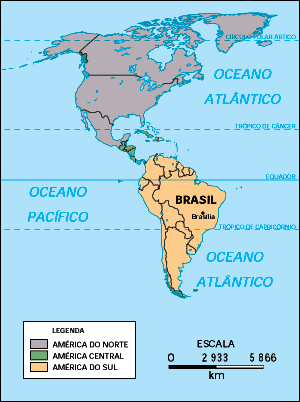 CÍRCULO POLAR ÁRTICO
OCEANO
ATLÂNTICO
TRÓPICO DE CÂNCER
EQUADOR
OCEANO
PACÍFICO
BRASIL
Brasília
TRÓPICO DE CAPRICÓRNIO
OCEANO
ATLÂNTICO
LEGENDA
AMÉRICA DO NORTE
AMÉRICA CENTRAL
AMÉRICA DO SUL
ESCALA
0 2 933 5 866
km